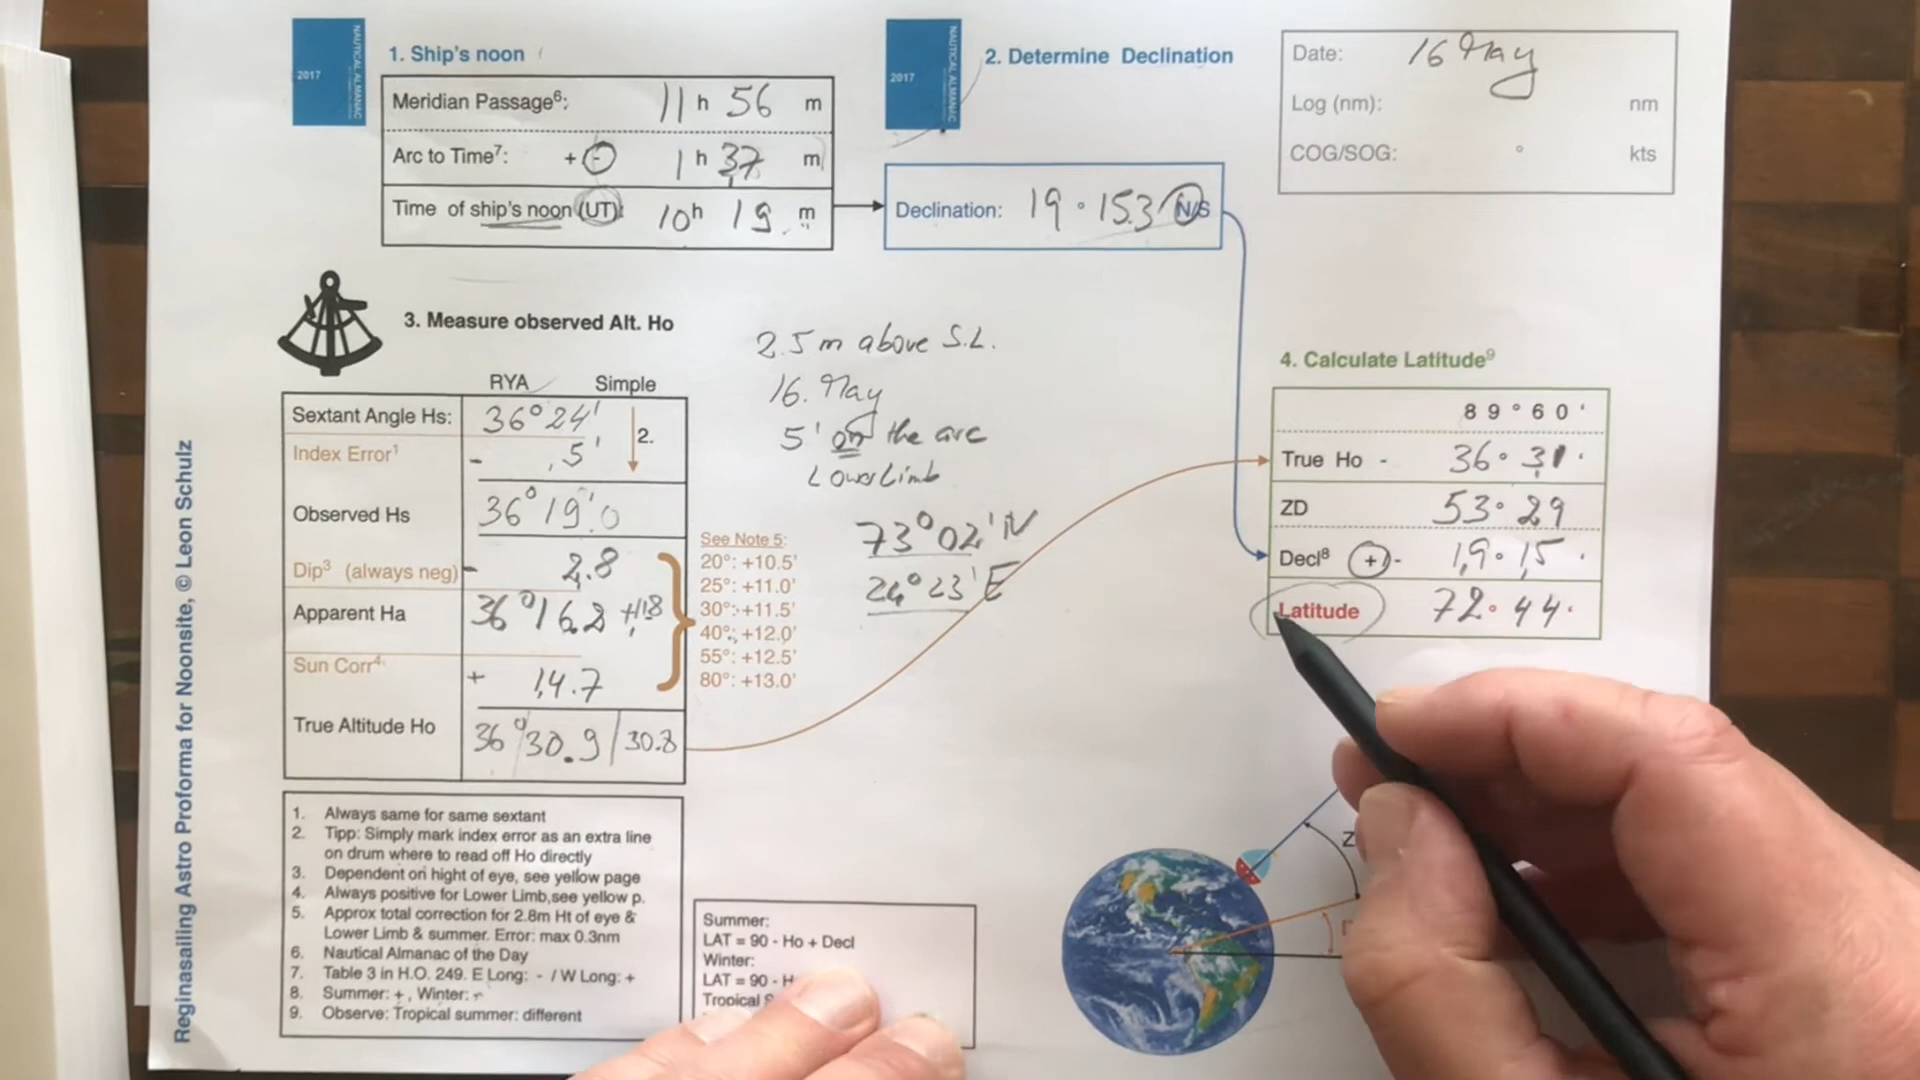 2017
NAUTICAL ALMANAC
1. Ship's noon
Meridian Passage⁶: 11 h 56 m
Arc to Time⁷: + - 1 h 37 m
Time of ship's noon (UT): 10 h 19 m
2017
NAUTICAL ALMANAC
2. Determine Declination
Declination: 19 ° 15.3 N/S
Date: 16 May
Log (nm): nm
COG/SOG: ° kts
3. Measure observed Alt. Ho
RYA Simple
Sextant Angle Hs: 36° 24'
Index Error¹ - 5' 2.
Observed Hs 36° 19'.0
Dip³ (always neg) - 2.8
Apparent Ha 36° 16.2
Sun Corr⁴ + 14.7
True Altitude Ho 36° 30.9 30.8
2.5 m above S.L.
16. May
5' on the arc
Lower Limb
73° 02' N
24° 23' E
See Note 5:
20°: +10.5'
25°: +11.0'
30°: +11.5'
40°: +12.0'
55°: +12.5'
80°: +13.0'
4. Calculate Latitude⁹
89°60'
True Ho - 36 ° 31 '
ZD 53 ° 29
Decl⁸ + - 19 ° 15 '
Latitude 72 ° 44 '
1. Always same for same sextant
2. Tipp: Simply mark index error as an extra line
on drum where to read off Ho directly
3. Dependent on hight of eye, see yellow page
4. Always positive for Lower Limb,see yellow p.
5. Approx total correction for 2.8m Ht of eye &
Lower Limb & summer. Error: max 0.3nm
6. Nautical Almanac of the Day
7. Table 3 in H.O. 249. E Long: - / W Long: +
8. Summer: + , Winter: -
9. Observe: Tropical summer: different
Summer:
LAT = 90 - Ho + Decl
Winter:
LAT = 90 - H
Tropical S
Z
Reginasailing Astro Proforma for Noonsite, © Leon Schulz